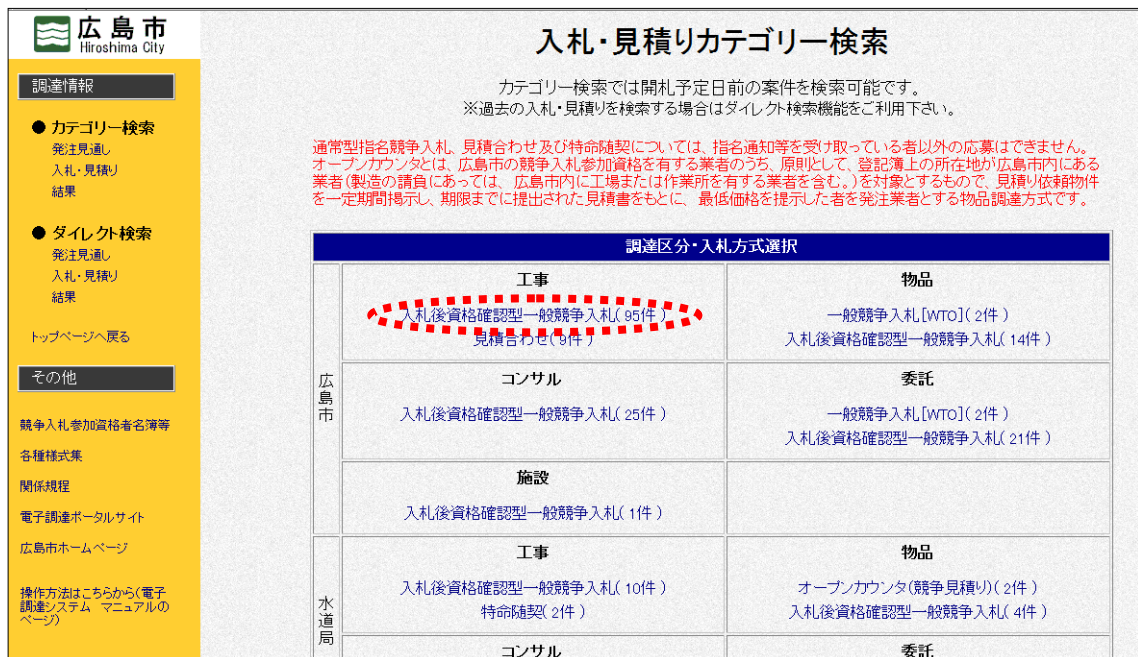 広島市
Hiroshima City
調達情報
● カテゴリー検索
発注見通し
入札・見積り
結果
● ダイレクト検索
発注見通し
入札・見積り
結果
トップページへ戻る
その他
競争入札参加資格者名簿等
各種様式集
関係規程
電子調達ポータルサイト
広島市ホームページ
操作方法はこちらから(電子
調達システム マニュアルの
ページ)
入札・見積りカテゴリー検索
カテゴリー検索では開札予定日前の案件を検索可能です。
※過去の入札・見積りを検索する場合はダイレクト検索機能をご利用下さい。
通常型指名競争入札、見積合わせ及び特命随契については、指名通知等を受け取っている者以外の応募はできません。
オープンカウンタとは、広島市の競争入札参加資格を有する業者のうち、原則として、登記簿上の所在地が広島市内にある
業者(製造の請負にあっては、広島市内に工場または作業所を有する業者を含む。)を対象とするもので、見積り依頼物件
を一定期間掲示し、期限までに提出された見積書をもとに、最低価格を提示した者を発注業者とする物品調達方式です。
調達区分・入札方式選択
広島市
工事
入札後資格確認型一般競争入札( 95件 )
見積合わせ( 9件 )
物品
一般競争入札[WTO]( 2件 )
入札後資格確認型一般競争入札( 14件 )
コンサル
入札後資格確認型一般競争入札( 25件 )
委託
一般競争入札[WTO]( 2件 )
入札後資格確認型一般競争入札( 21件 )
施設
入札後資格確認型一般競争入札( 1件 )
水道局
工事
入札後資格確認型一般競争入札( 10件 )
特命随契( 2件 )
物品
オープンカウンタ(競争見積り)( 2件 )
入札後資格確認型一般競争入札( 4件 )
コンサル
委託